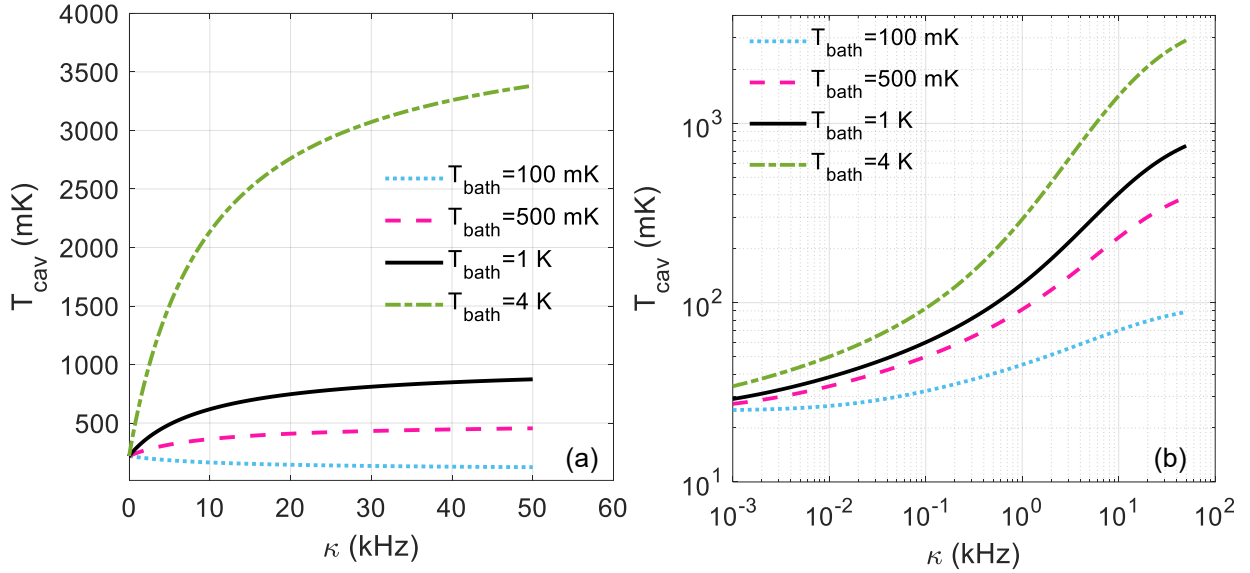 4000
3500
3000
2500
2000
1500
1000
500
T_cav (mK)
0 10 20 30 40 50 60
κ (kHz)
T_bath=100 mK
T_bath=500 mK
T_bath=1 K
T_bath=4 K
(a)
10^3
10^2
10^1
T_cav (mK)
10^-3 10^-2 10^-1 10^0 10^1 10^2
κ (kHz)
T_bath=100 mK
T_bath=500 mK
T_bath=1 K
T_bath=4 K
(b)